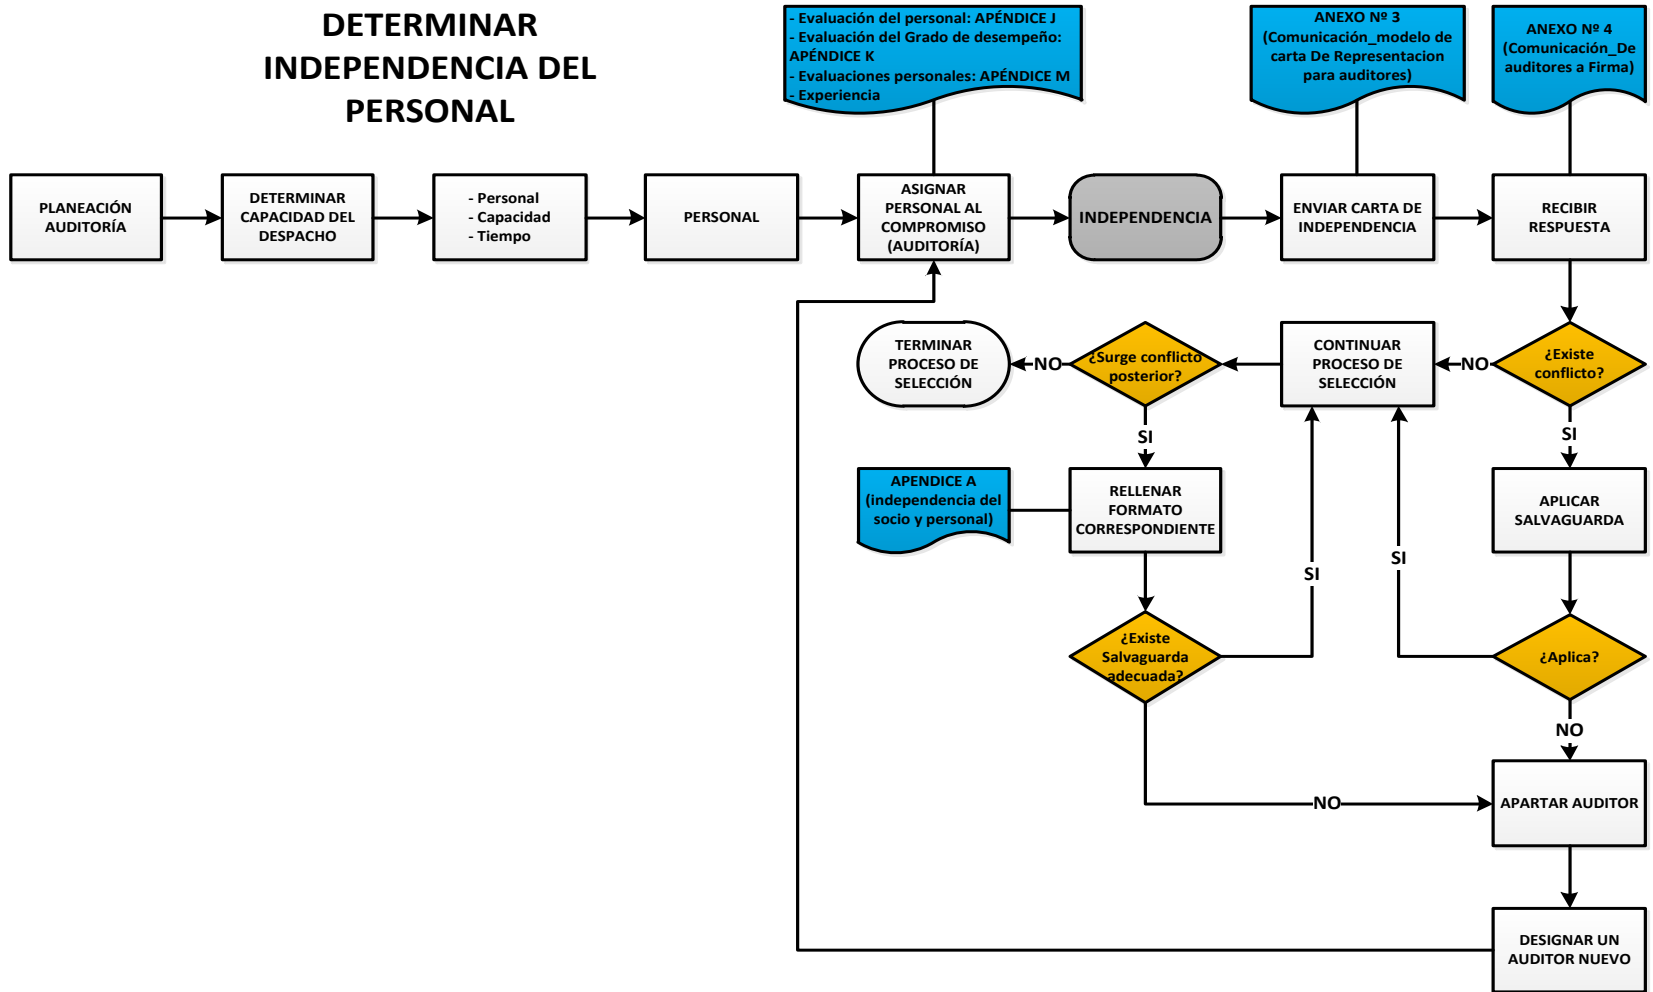 DETERMINAR
INDEPENDENCIA DEL
PERSONAL
- Evaluación del personal: APÉNDICE J
- Evaluación del Grado de desempeño:
APÉNDICE K
- Evaluaciones personales: APÉNDICE M
- Experiencia
ANEXO Nº 3
(Comunicación_modelo de
carta De Representacion
para auditores)
ANEXO Nº 4
(Comunicación_De
auditores a Firma)
PLANEACIÓN
AUDITORÍA
DETERMINAR
CAPACIDAD DEL
DESPACHO
- Personal
- Capacidad
- Tiempo
PERSONAL
ASIGNAR
PERSONAL AL
COMPROMISO
(AUDITORÍA)
INDEPENDENCIA
ENVIAR CARTA DE
INDEPENDENCIA
RECIBIR
RESPUESTA
TERMINAR
PROCESO DE
SELECCIÓN
NO
¿Surge conflicto
posterior?
CONTINUAR
PROCESO DE
SELECCIÓN
NO
¿Existe
conflicto?
SI
SI
APENDICE A
(independencia del
socio y personal)
RELLENAR
FORMATO
CORRESPONDIENTE
APLICAR
SALVAGUARDA
SI
SI
¿Existe
Salvaguarda
adecuada?
¿Aplica?
NO
NO
APARTAR AUDITOR
DESIGNAR UN
AUDITOR NUEVO